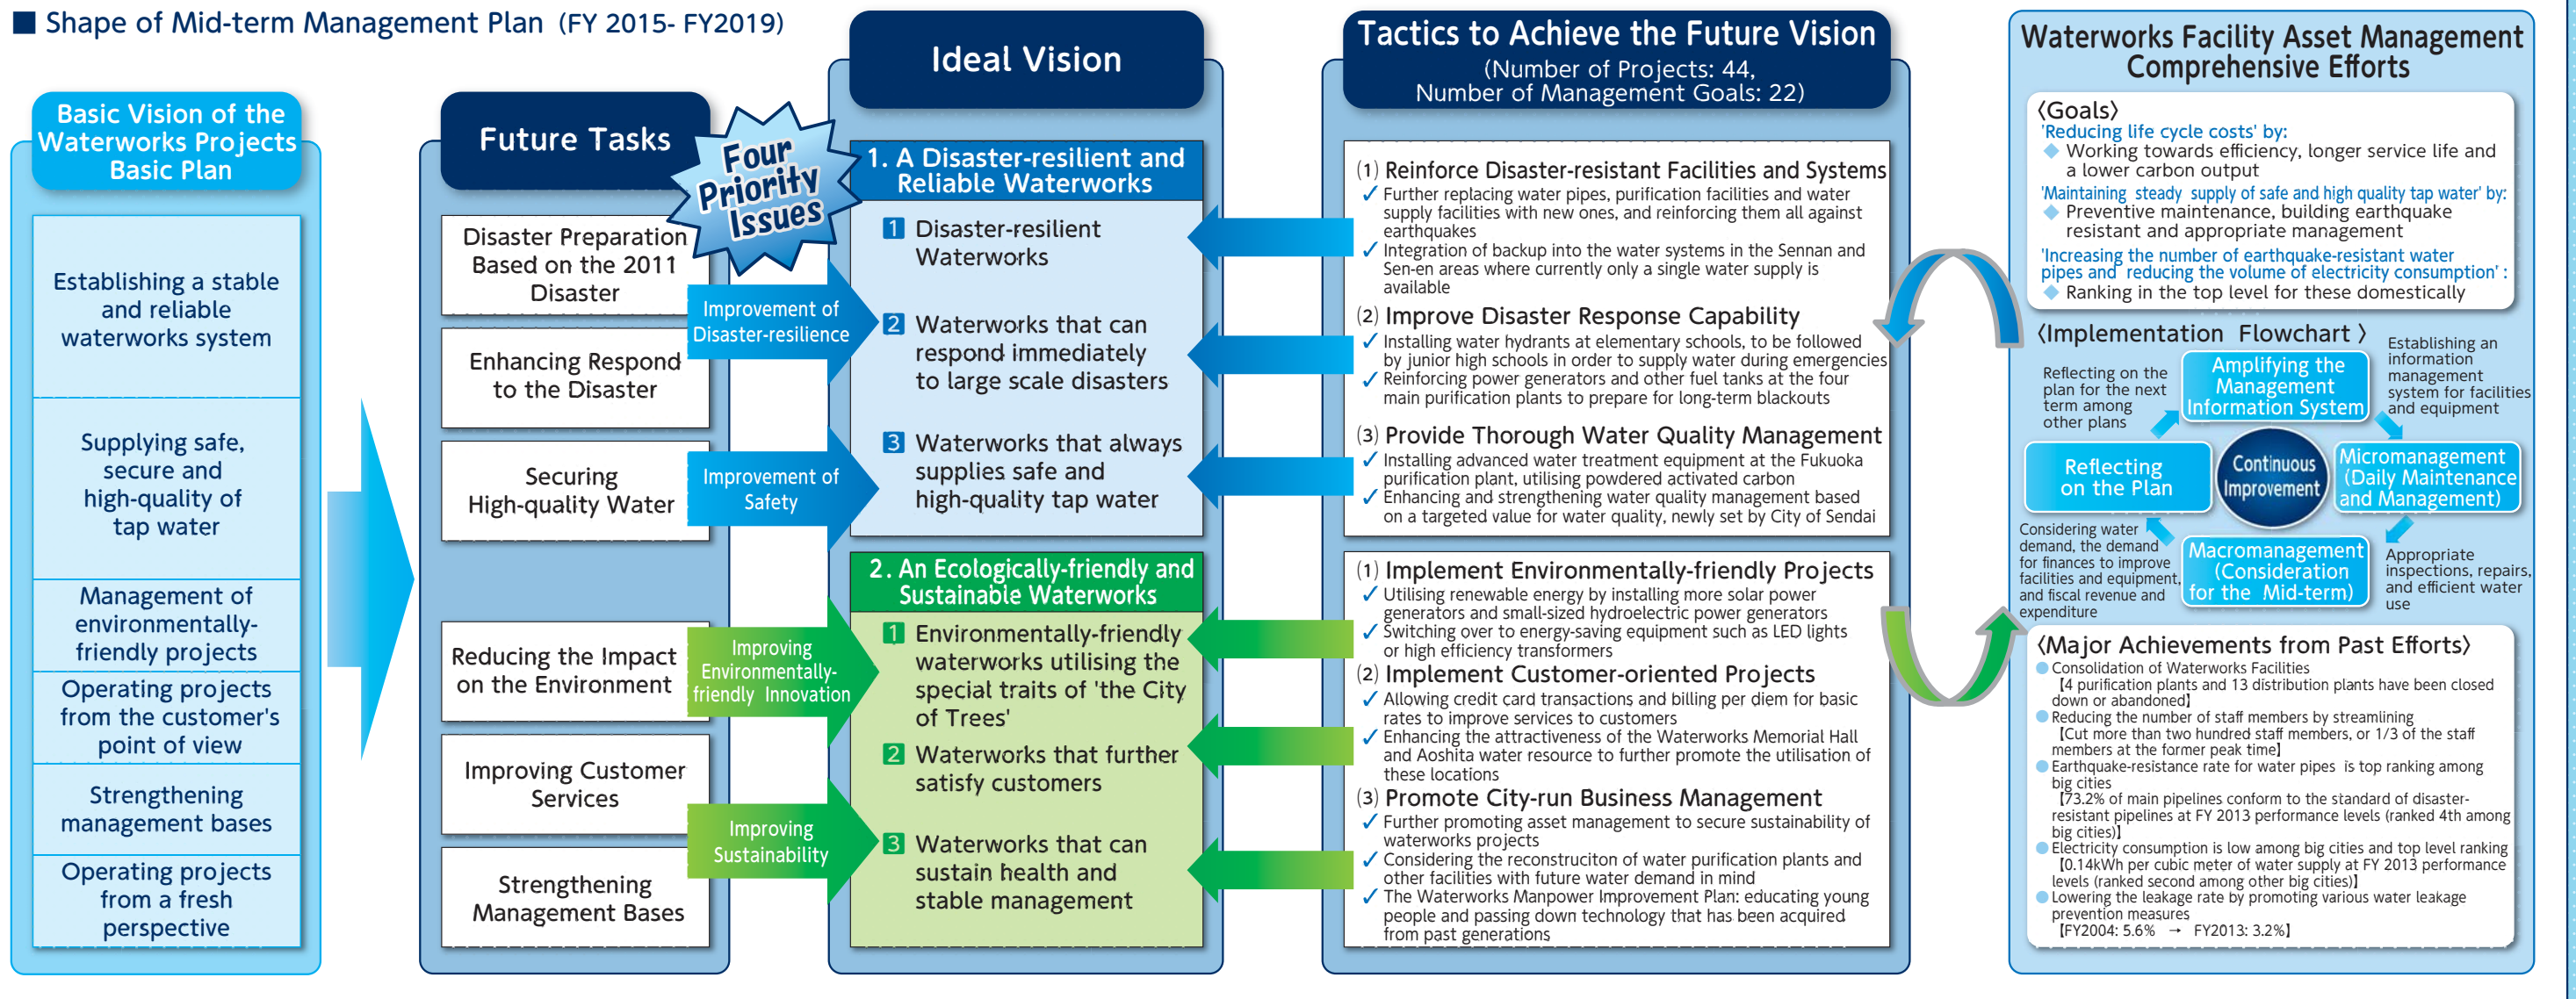 ■ Shape of Mid-term Management Plan (FY 2015- FY2019)
Basic Vision of the
Waterworks Projects
Basic Plan
Establishing a stable
and reliable
waterworks system
Supplying safe,
secure and
high-quality of
tap water
Management of
environmentally-
friendly projects
Operating projects
from the customer's
point of view
Strengthening
management bases
Operating projects
from a fresh
perspective
Future Tasks
Four
Priority
Issues
Disaster Preparation
Based on the 2011
Disaster
Enhancing Respond
to the Disaster
Securing
High-quality Water
Reducing the Impact
on the Environment
Improving Customer
Services
Strengthening
Management Bases
Improvement of
Disaster-resilience
Improvement of
Safety
Improving
Environmentally-
friendly Innovation
Improving
Sustainability
Ideal Vision
1. A Disaster-resilient and
Reliable Waterworks
1 Disaster-resilient
Waterworks
2 Waterworks that can
respond immediately
to large scale disasters
3 Waterworks that always
supplies safe and
high-quality tap water
2. An Ecologically-friendly and
Sustainable Waterworks
1 Environmentally-friendly
waterworks utilising the
special traits of 'the City
of Trees'
2 Waterworks that further
satisfy customers
3 Waterworks that can
sustain health and
stable management
Tactics to Achieve the Future Vision
(Number of Projects: 44,
Number of Management Goals: 22)
(1) Reinforce Disaster-resistant Facilities and Systems
✓ Further replacing water pipes, purification facilities and water
supply facilities with new ones, and reinforcing them all against
earthquakes
✓ Integration of backup into the water systems in the Sennan and
Sen-en areas where currently only a single water supply is
available
(2) Improve Disaster Response Capability
✓ Installing water hydrants at elementary schools, to be followed
by junior high schools in order to supply water during emergencies
✓ Reinforcing power generators and other fuel tanks at the four
main purification plants to prepare for long-term blackouts
(3) Provide Thorough Water Quality Management
✓ Installing advanced water treatment equipment at the Fukuoka
purification plant, utilising powdered activated carbon
✓ Enhancing and strengthening water quality management based
on a targeted value for water quality, newly set by City of Sendai
(1) Implement Environmentally-friendly Projects
✓ Utilising renewable energy by installing more solar power
generators and small-sized hydroelectric power generators
✓ Switching over to energy-saving equipment such as LED lights
or high efficiency transformers
(2) Implement Customer-oriented Projects
✓ Allowing credit card transactions and billing per diem for basic
rates to improve services to customers
✓ Enhancing the attractiveness of the Waterworks Memorial Hall
and Aoshita water resource to further promote the utilisation of
these locations
(3) Promote City-run Business Management
✓ Further promoting asset management to secure sustainability of
waterworks projects
✓ Considering the reconstruciton of water purification plants and
other facilities with future water demand in mind
✓ The Waterworks Manpower Improvement Plan: educating young
people and passing down technology that has been acquired
from past generations
Waterworks Facility Asset Management
Comprehensive Efforts
〈Goals〉
'Reducing life cycle costs' by:
◆ Working towards efficiency, longer service life and
a lower carbon output
'Maintaining steady supply of safe and high quality tap water' by:
◆ Preventive maintenance, building earthquake
resistant and appropriate management
'Increasing the number of earthquake-resistant water
pipes and reducing the volume of electricity consumption' :
◆ Ranking in the top level for these domestically
〈Implementation Flowchart 〉
Amplifying the
Management
Information System
Establishing an
information
management
system for facilities
and equipment
Micromanagement
(Daily Maintenance
and Management)
Appropriate
inspections, repairs,
and efficient water
use
Macromanagement
(Consideration
for the Mid-term)
Considering water
demand, the demand
for finances to improve
facilities and equipment,
and fiscal revenue and
expenditure
Reflecting
on the Plan
Reflecting on the
plan for the next
term among
other plans
Continuous
Improvement
〈Major Achievements from Past Efforts〉
● Consolidation of Waterworks Facilities
【4 purification plants and 13 distribution plants have been closed
down or abandoned】
● Reducing the number of staff members by streamlining
【Cut more than two hundred staff members, or 1/3 of the staff
members at the former peak time】
● Earthquake-resistance rate for water pipes is top ranking among
big cities
【73.2% of main pipelines conform to the standard of disaster-
resistant pipelines at FY 2013 performance levels (ranked 4th among
big cities)】
● Electricity consumption is low among big cities and top level ranking
【0.14kWh per cubic meter of water supply at FY 2013 performance
levels (ranked second among other big cities)】
● Lowering the leakage rate by promoting various water leakage
prevention measures
【FY2004: 5.6% → FY2013: 3.2%】